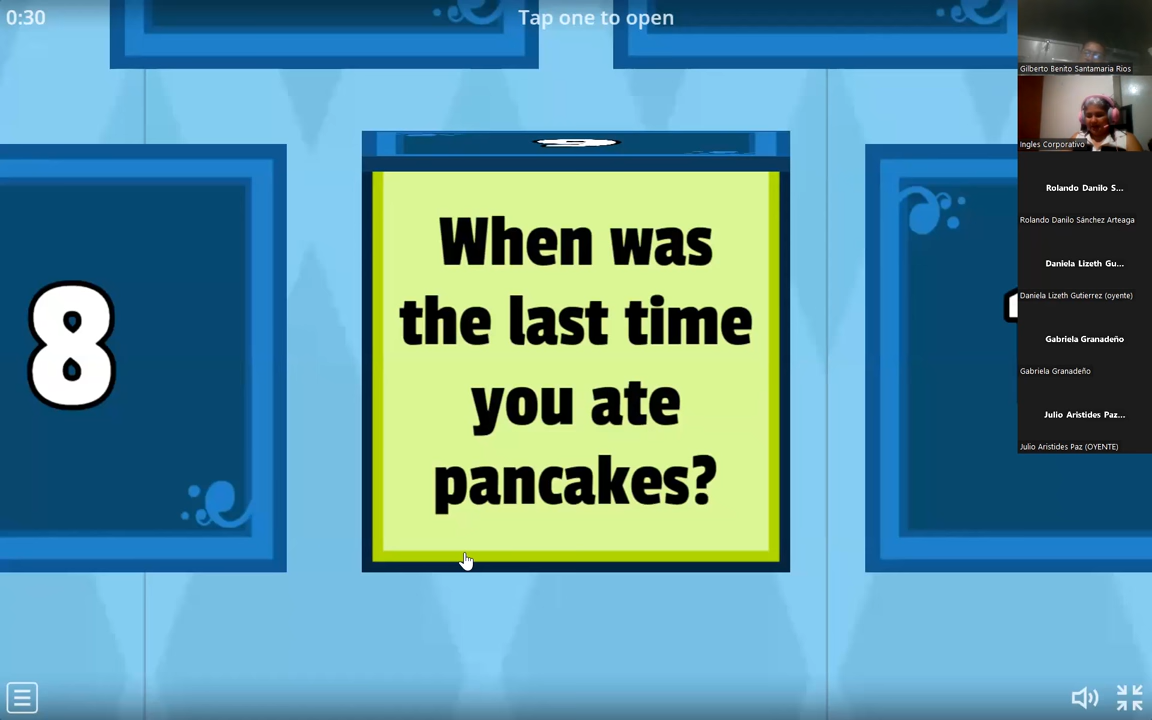 0:30
Tap one to open
Gilberto Benito Santamaria Rios
Ingles Corporativo
Rolando Danilo S...
Rolando Danilo Sánchez Arteaga
Daniela Lizeth Gu...
Daniela Lizeth Gutierrez (oyente)
Gabriela Granadeño
Gabriela Granadeño
Julio Aristides Paz...
Julio Aristides Paz (OYENTE)
8
When was
the last time
you ate
pancakes?